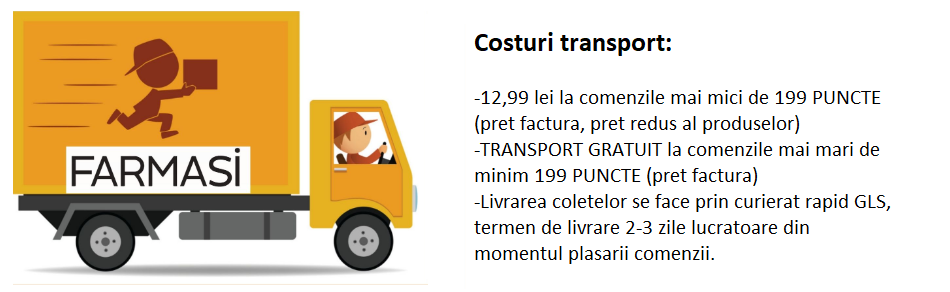 FARMASi
Costuri transport:
-12,99 lei la comenzile mai mici de 199 PUNCTE
(pret factura, pret redus al produselor)
-TRANSPORT GRATUIT la comenzile mai mari de
minim 199 PUNCTE (pret factura)
-Livrarea coletelor se face prin curierat rapid GLS,
termen de livrare 2-3 zile lucratoare din
momentul plasarii comenzii.